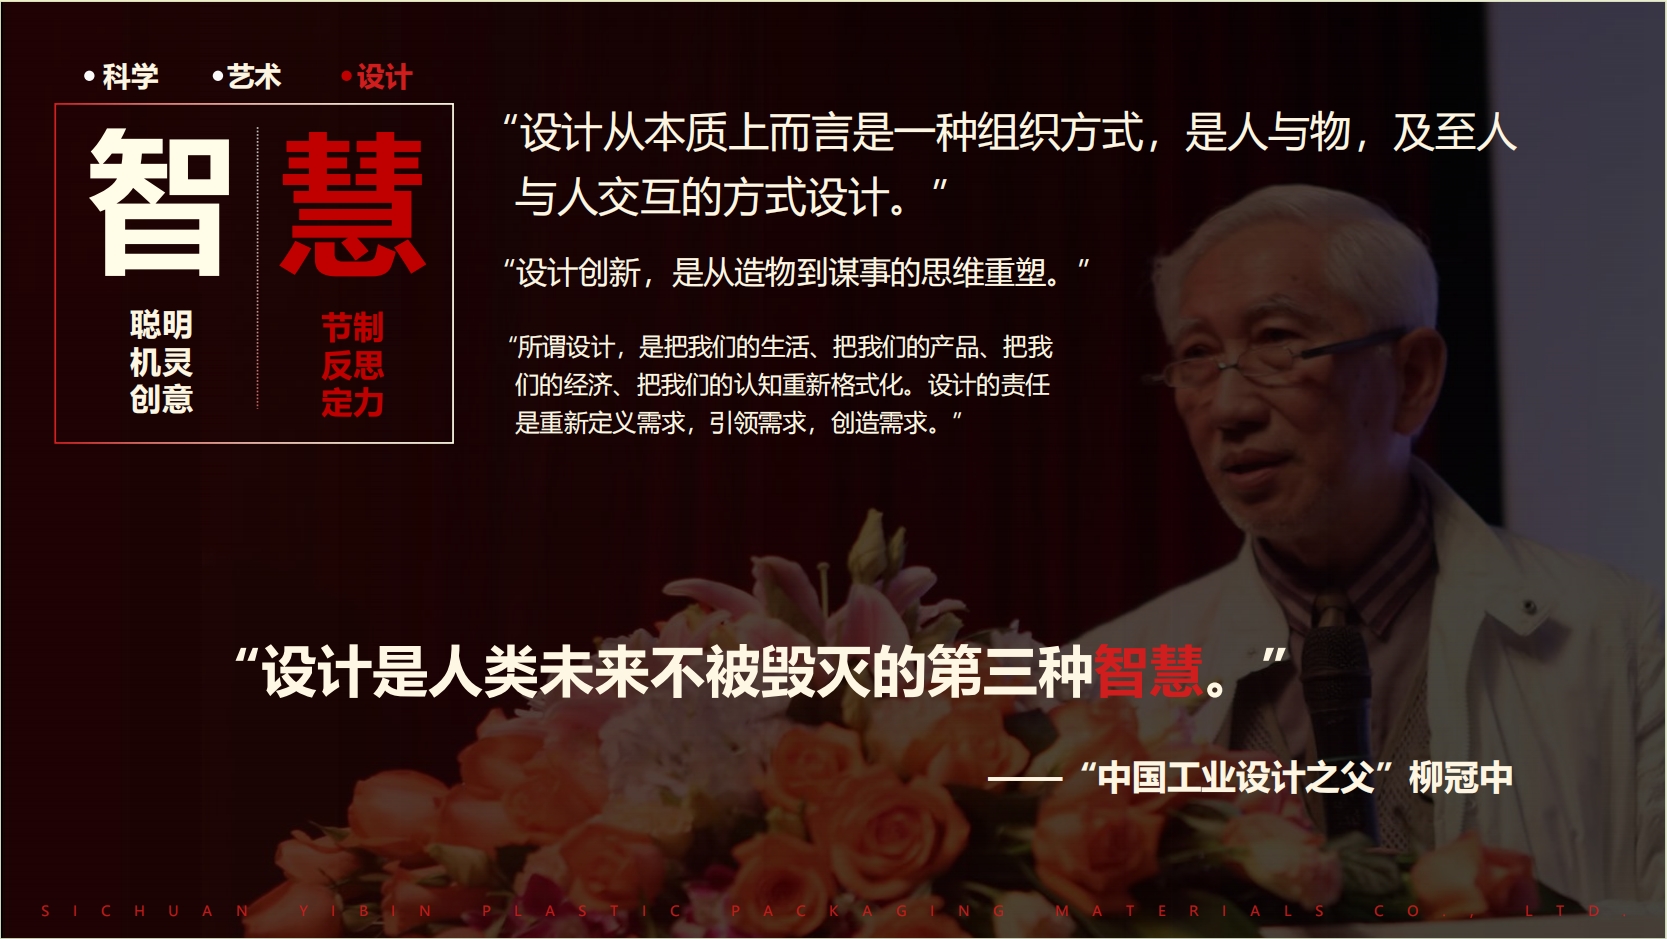 •科学 •艺术 •设计
智 慧
聪明 节制
机灵 反思
创意 定力
“设计从本质上而言是一种组织方式，是人与物，及至人
与人交互的方式设计。”
“设计创新，是从造物到谋事的思维重塑。”
“所谓设计，是把我们的生活、把我们的产品、把我
们的经济、把我们的认知重新格式化。设计的责任
是重新定义需求，引领需求，创造需求。”
“设计是人类未来不被毁灭的第三种智慧。”
——“中国工业设计之父”柳冠中
SICHUAN YIBIN PLASTIC PACKAGING MATERIALS CO., LTD.